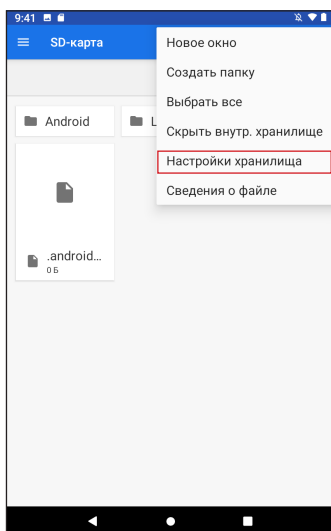 9:41
SD-карта
Новое окно
Создать папку
Выбрать все
Скрыть внутр. хранилище
Настройки хранилища
Сведения о файле
Android
L
.android...
0 Б